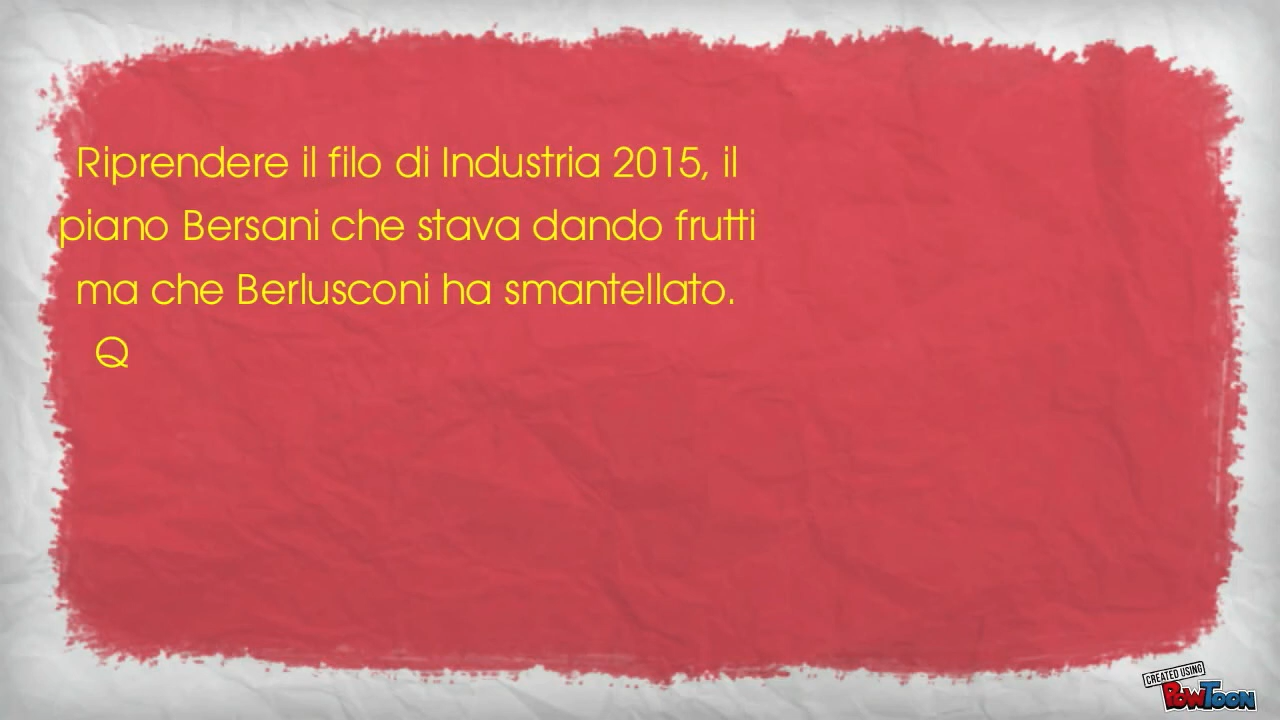 Riprendere il filo di Industria 2015, il
piano Bersani che stava dando frutti
ma che Berlusconi ha smantellato.
Q
CREATED USING
PowToon